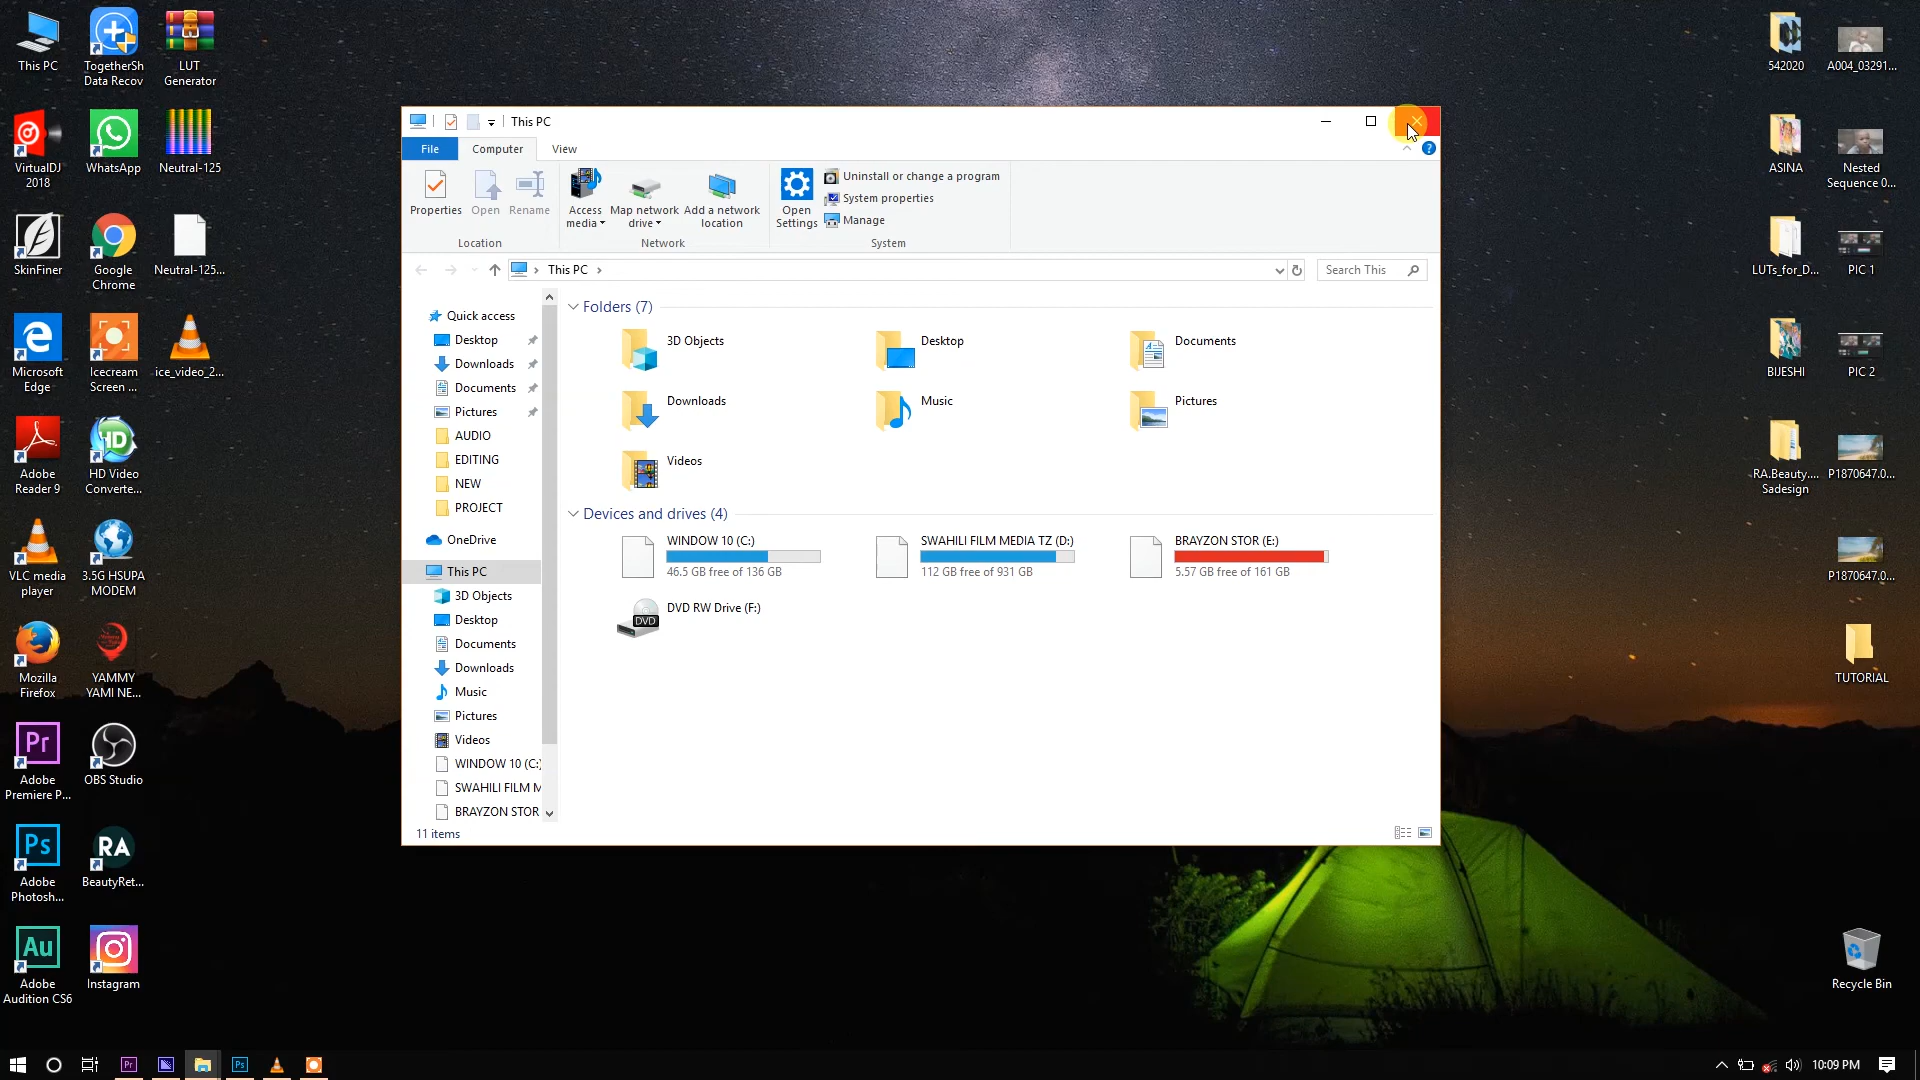 This PC
TogetherSh
Data Recov
LUT
Generator
VirtualDJ
2018
WhatsApp
Neutral-125
SkinFiner
Google
Chrome
Neutral-125...
Microsoft
Edge
Icecream
Screen ...
ice_video_2...
Adobe
Reader 9
HD Video
Converte...
VLC media
player
3.5G HSUPA
MODEM
Mozilla
Firefox
YAMMY
YAMI NE...
Adobe
Premiere P...
OBS Studio
Adobe
Photosh...
BeautyRet...
Adobe
Audition CS6
Instagram
This PC
File
Computer
View
Properties
Open
Rename
Location
Access
media
Map network
drive
Add a network
location
Network
Open
Settings
Uninstall or change a program
System properties
Manage
System
This PC
Search This
Quick access
Desktop
Downloads
Documents
Pictures
AUDIO
EDITING
NEW
PROJECT
OneDrive
This PC
3D Objects
Desktop
Documents
Downloads
Music
Pictures
Videos
WINDOW 10 (C:)
SWAHILI FILM M
BRAYZON STOR
Folders (7)
3D Objects
Desktop
Documents
Downloads
Music
Pictures
Videos
Devices and drives (4)
WINDOW 10 (C:)
46.5 GB free of 136 GB
SWAHILI FILM MEDIA TZ (D:)
112 GB free of 931 GB
BRAYZON STOR (E:)
5.57 GB free of 161 GB
DVD
DVD RW Drive (F:)
11 items
542020
A004_03291...
ASINA
Nested
Sequence 0...
LUTs_for_D...
PIC 1
BIJESHI
PIC 2
RA.Beauty....
Sadesign
P1870647.0...
P1870647.0...
TUTORIAL
Recycle Bin
Pr
Ps
Au
RA
HD
Pr
Ps
10:09 PM